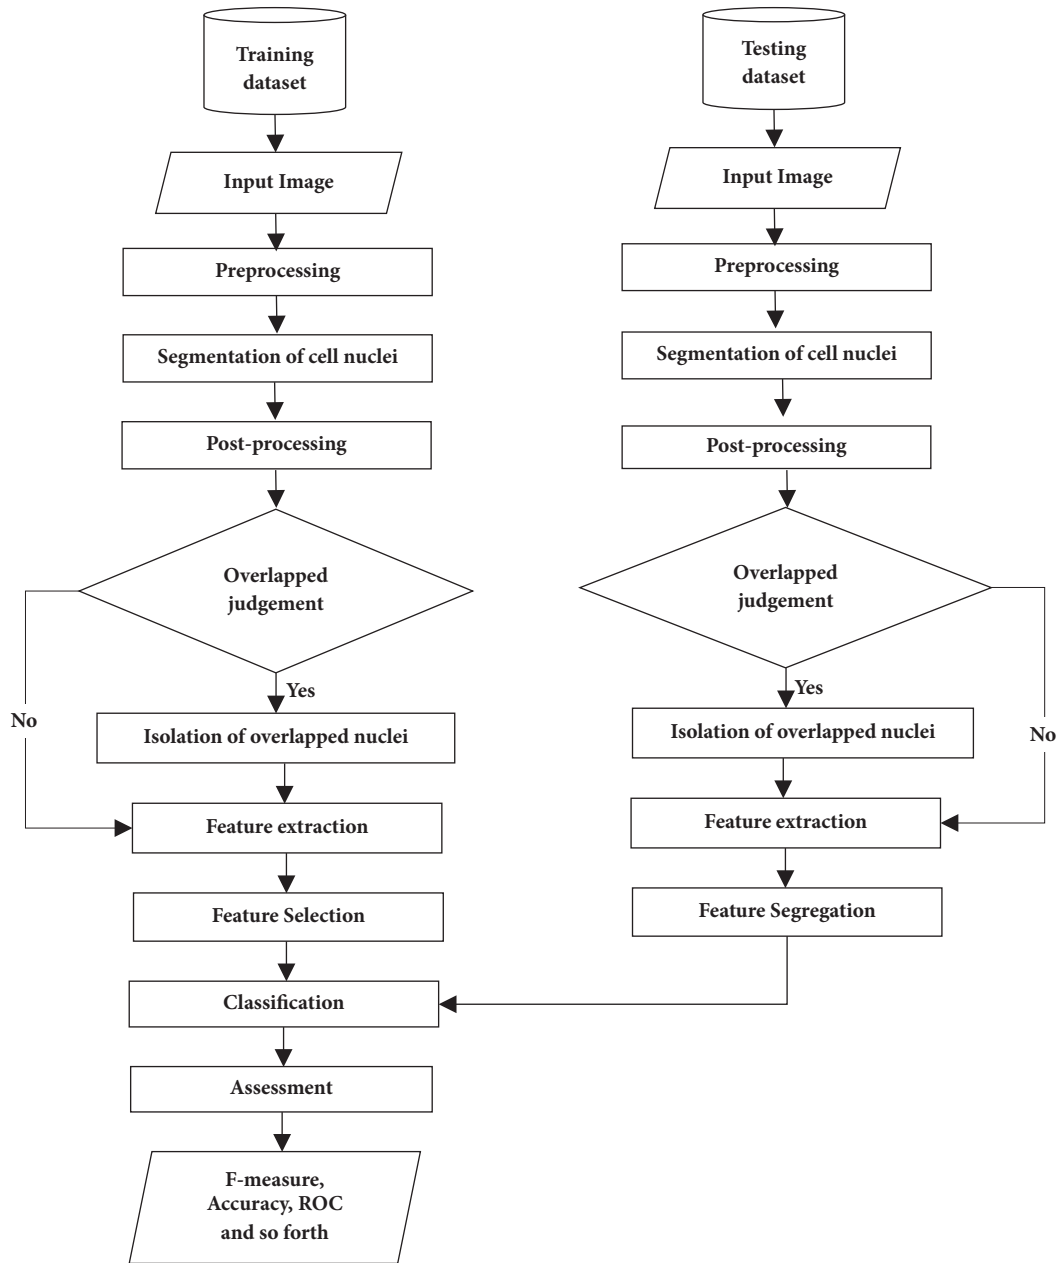 Training
dataset
Input Image
Preprocessing
Segmentation of cell nuclei
Post-processing
Overlapped
judgement
Yes
No
Isolation of overlapped nuclei
Feature extraction
Feature Selection
Classification
Assessment
F-measure,
Accuracy, ROC
and so forth
Testing
dataset
Input Image
Preprocessing
Segmentation of cell nuclei
Post-processing
Overlapped
judgement
Yes
No
Isolation of overlapped nuclei
Feature extraction
Feature Segregation